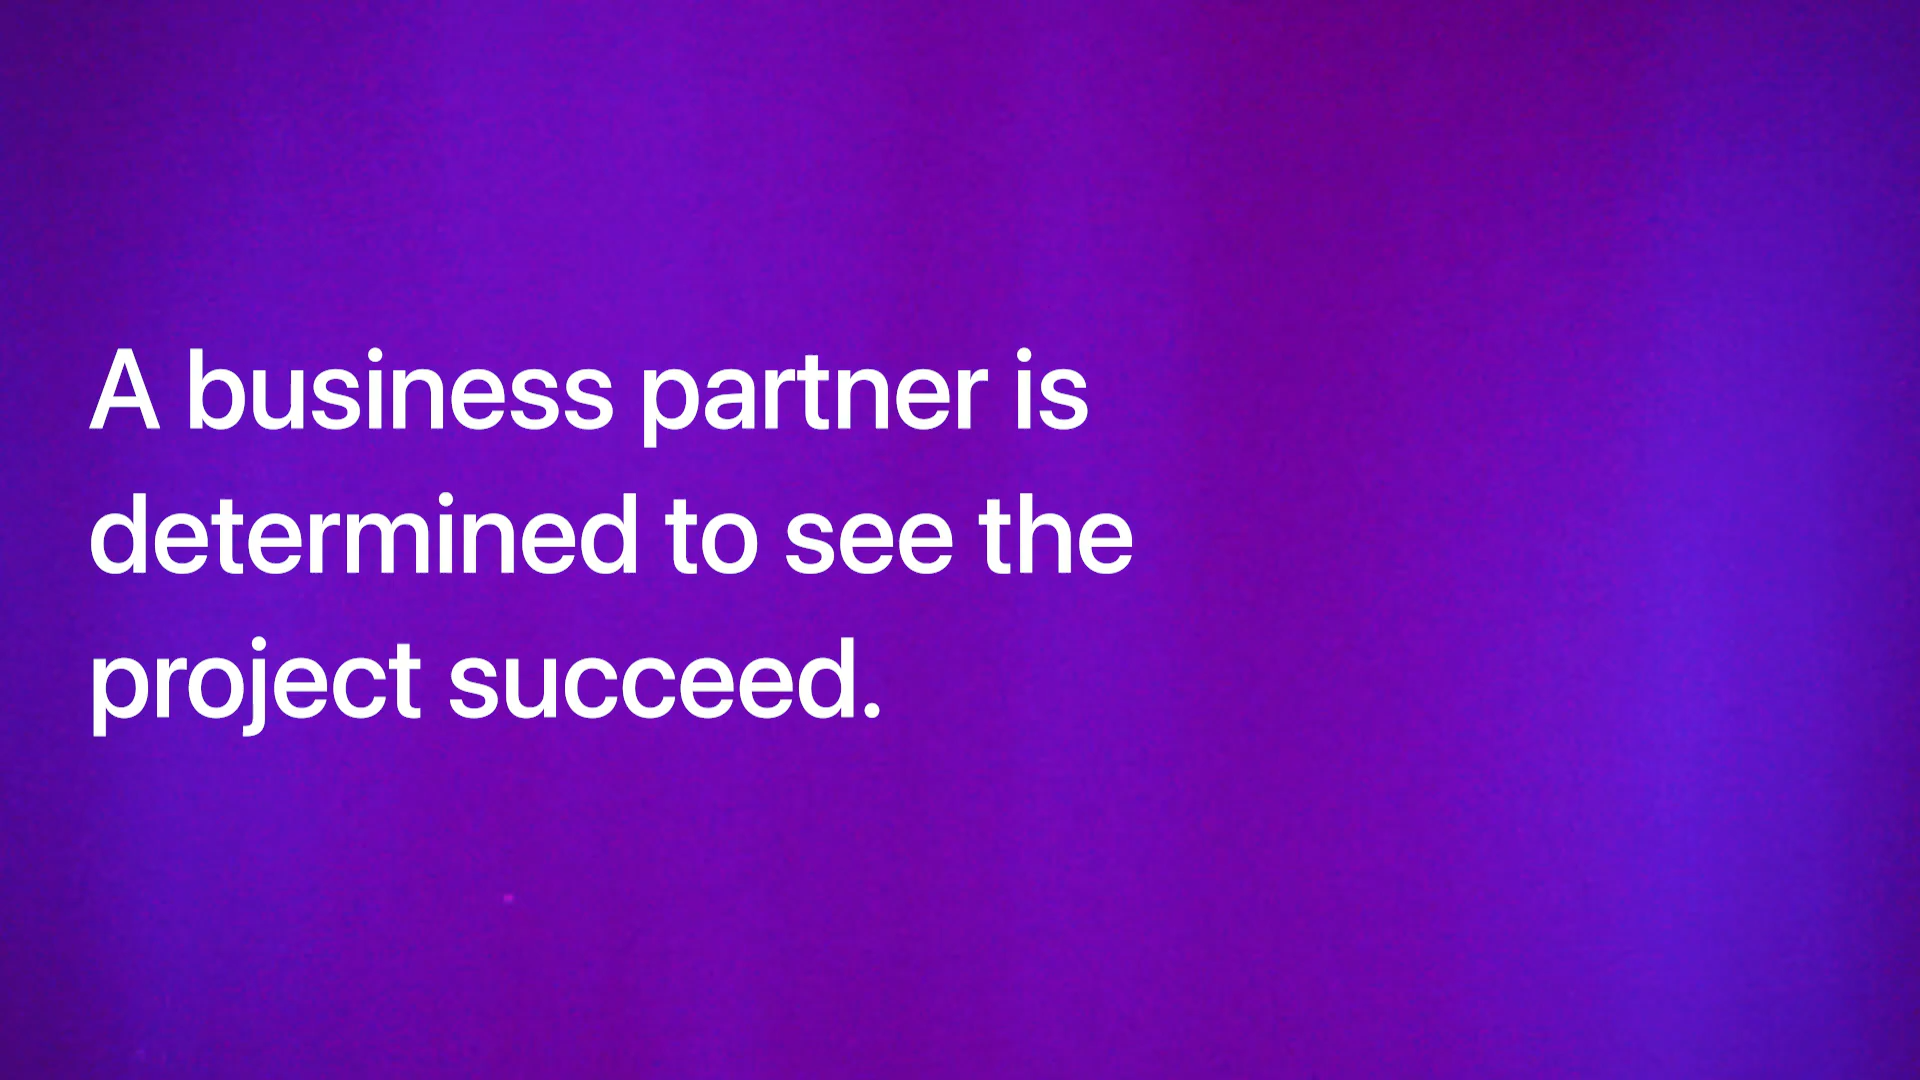 A business partner is
determined to see the
project succeed.